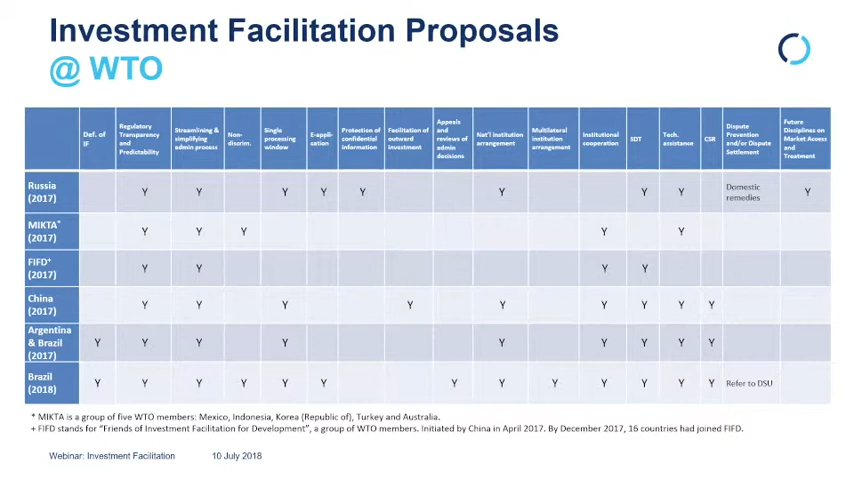 Investment Facilitation Proposals
@ WTO
Def. of IF
Regulatory Transparency and Predictability
Streamling & simplifying admin process
Non-discrim.
Single processing window
E-appli-cation
Protection of confidential information
Facilitation of outward investment
Appeals and reviews of admin decisions
Nat'l institution arrangement
Multilateral institution arrangement
Institutional cooperation
SDT
Tech. assistance
CSR
Dispute Prevention and/or Dispute Settlement
Future Disciplines on Market Access and Treatment
Russia (2017) Y Y Y Y Y Y Y Y Domestic remedies Y
MIKTA* (2017) Y Y Y Y Y
FIFD+ (2017) Y Y Y Y
China (2017) Y Y Y Y Y Y Y Y Y
Argentina & Brazil (2017) Y Y Y Y Y Y Y Y Y
Brazil (2018) Y Y Y Y Y Y Y Y Y Y Y Y Y Refer to DSU
* MIKTA is a group of five WTO members: Mexico, Indonesia, Korea (Republic of), Turkey and Australia.
+ FIFD stands for "Friends of Investment Facilitation for Development", a group of WTO members. Initiated by China in April 2017. By December 2017, 16 countries had joined FIFD.
Webinar: Investment Facilitation 10 July 2018